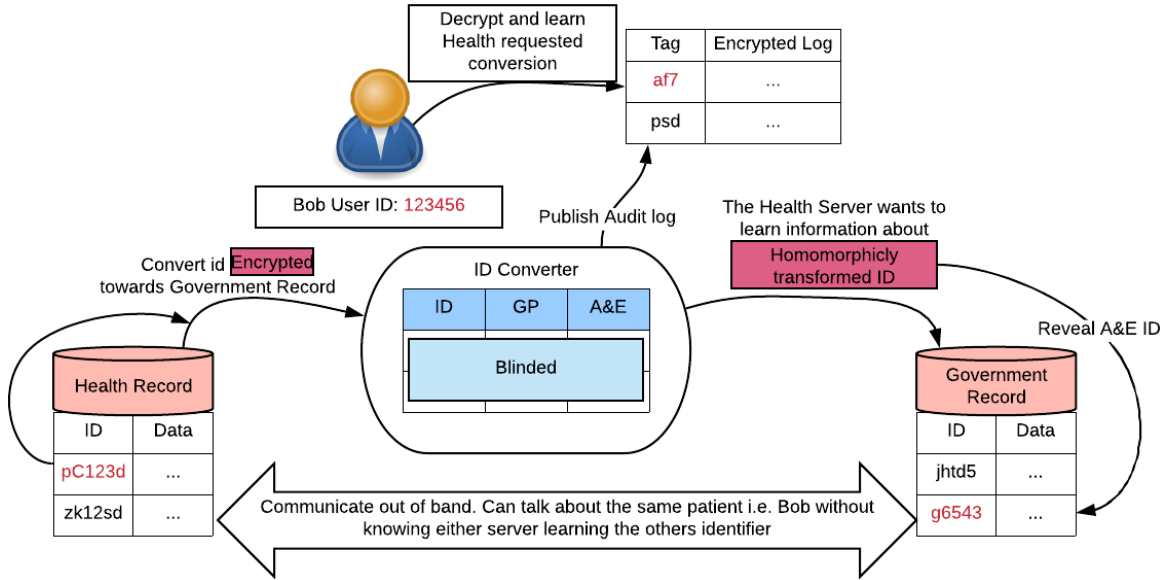 Decrypt and learn
Health requested
conversion
Tag
Encrypted Log
af7
...
psd
...
Bob User ID: 123456
Publish Audit log
The Health Server wants to
learn information about
Homomorphicly
transformed ID
Convert id Encrypted
towards Government Record
ID Converter
ID
GP
A&E
Blinded
Reveal A&E ID
Health Record
ID
Data
pC123d
...
zk12sd
...
Government
Record
ID
Data
jhtd5
...
g6543
...
Communicate out of band. Can talk about the same patient i.e. Bob without
knowing either server learning the others identifier